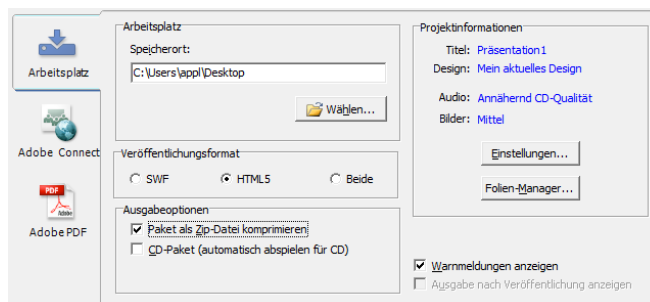 Arbeitsplatz
Adobe Connect
PDF
Adobe
Adobe PDF
Arbeitsplatz
Speicherort:
C:\Users\appl\Desktop
Wählen...
Veröffentlichungsformat
SWF
HTML5
Beide
Ausgabeoptionen
Paket als Zip-Datei komprimieren
CD-Paket (automatisch abspielen für CD)
Projektinformationen
Titel: Präsentation1
Design: Mein aktuelles Design
Audio: Annähernd CD-Qualität
Bilder: Mittel
Einstellungen...
Folien-Manager...
Warnmeldungen anzeigen
Ausgabe nach Veröffentlichung anzeigen